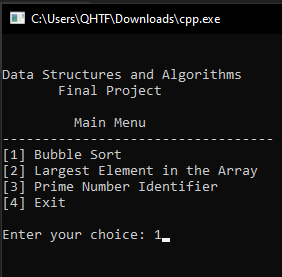 C:\Users\QHTF\Downloads\cpp.exe
Data Structures and Algorithms
Final Project
Main Menu
----------------------------------
[1] Bubble Sort
[2] Largest Element in the Array
[3] Prime Number Identifier
[4] Exit
Enter your choice: 1